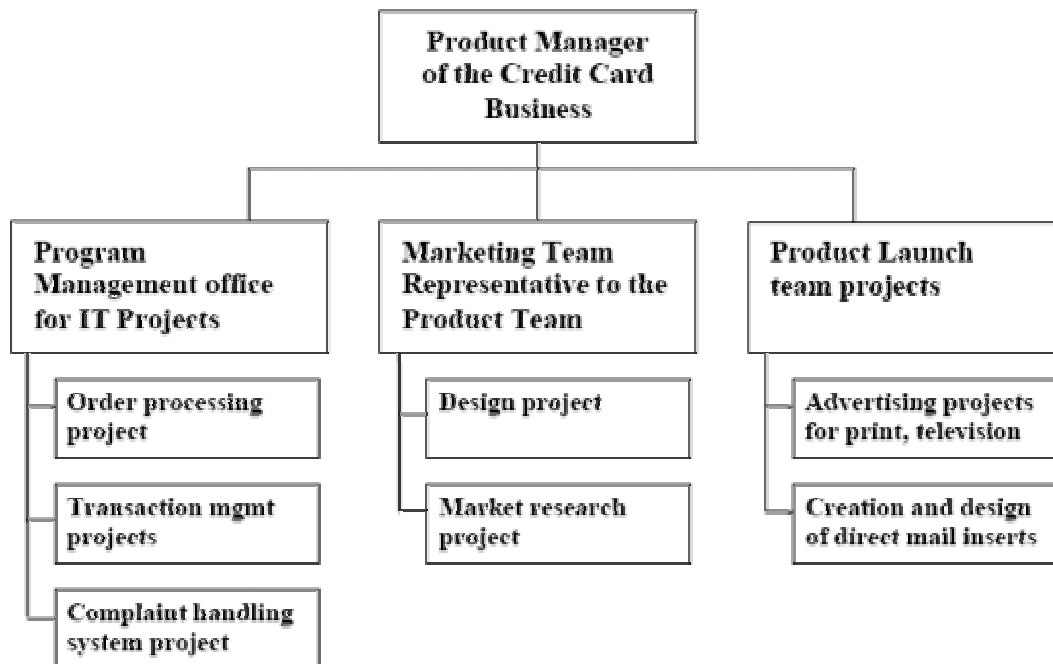 Product Manager
of the Credit Card
Business
Program
Management office
for IT Projects
Marketing Team
Representative to the
Product Team
Product Launch
team projects
Order processing
project
Design project
Advertising projects
for print, television
Transaction mgmt
projects
Market research
project
Creation and design
of direct mail inserts
Complaint handling
system project